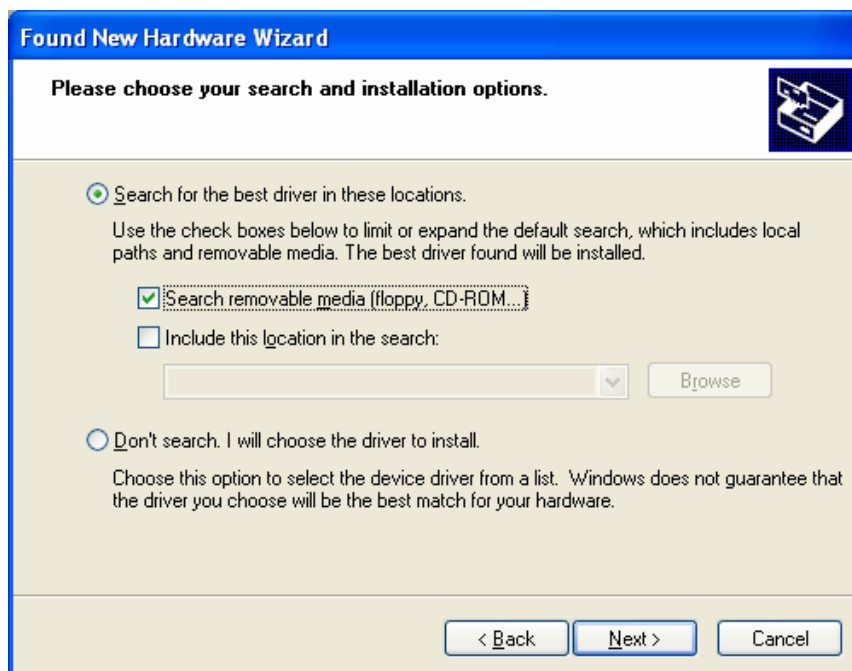 Found New Hardware Wizard
Please choose your search and installation options.
Search for the best driver in these locations.
Use the check boxes below to limit or expand the default search, which includes local
paths and removable media. The best driver found will be installed.
Search removable media (floppy, CD-ROM...)
Include this location in the search:
Browse
Don't search. I will choose the driver to install.
Choose this option to select the device driver from a list.  Windows does not guarantee that
the driver you choose will be the best match for your hardware.
< Back Next > Cancel